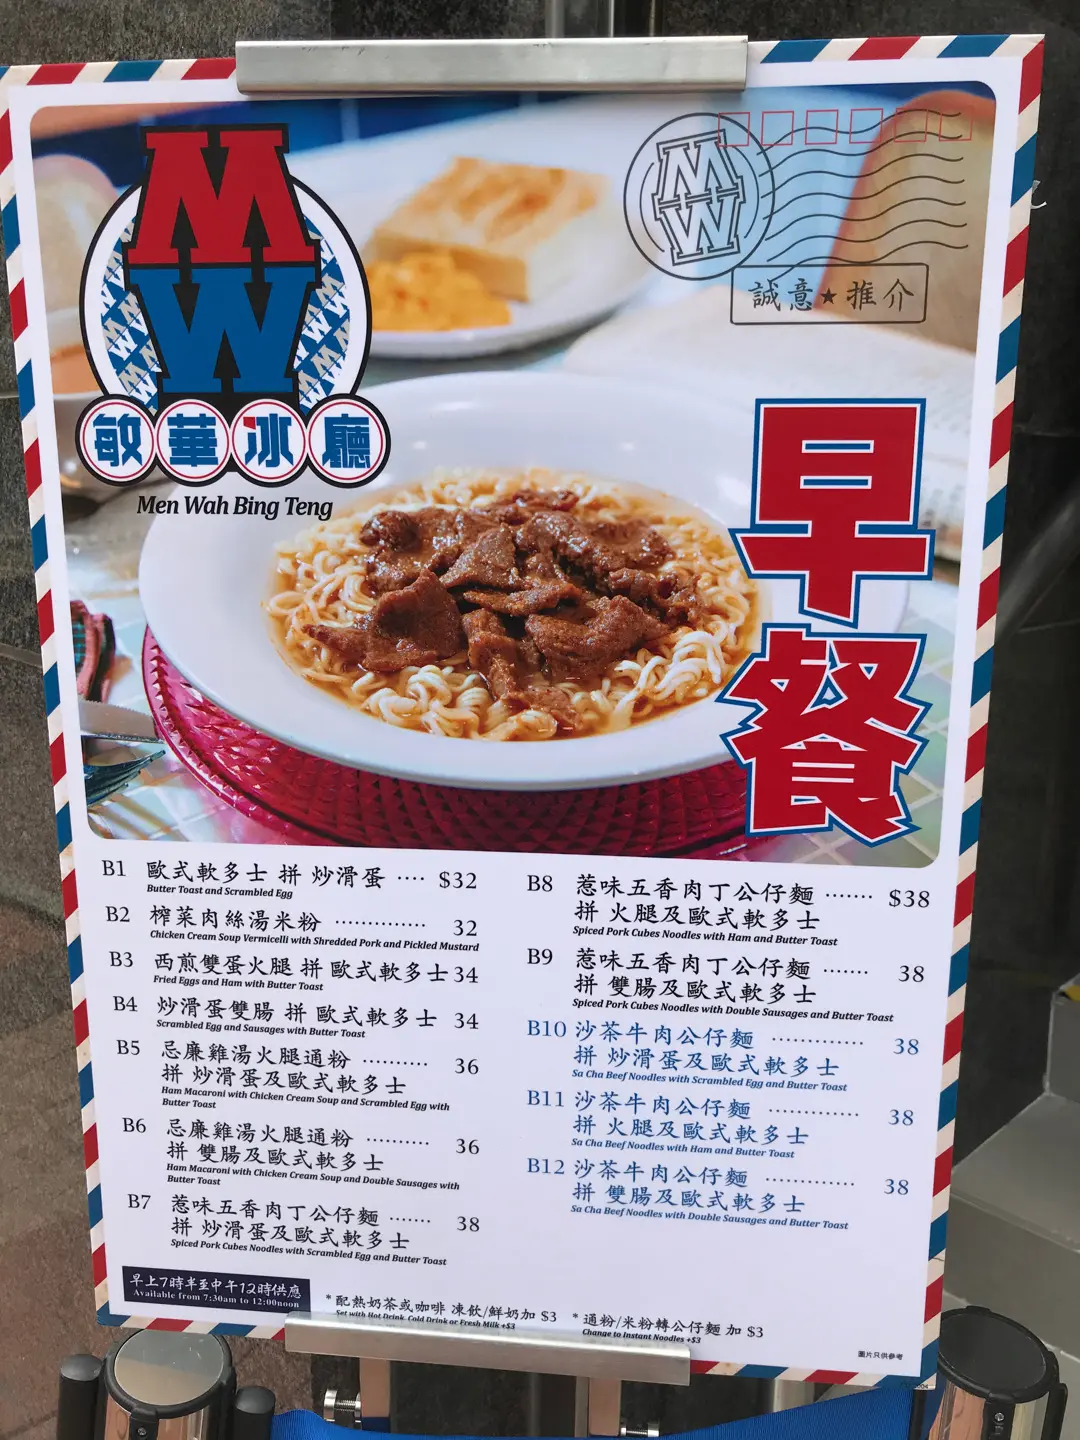 MW
MW
誠意★推介
敏華冰廳
Men Wah Bing Teng
早餐
B1 歐式軟多士 拼 炒滑蛋 ···· $32
Butter Toast and Scrambled Egg
B2 榨菜肉絲湯米粉 ·············· 32
Chicken Cream Soup Vermicelli with Shredded Pork and Pickled Mustard
B3 西煎雙蛋火腿 拼 歐式軟多士 34
Fried Eggs and Ham with Butter Toast
B4 炒滑蛋雙腸 拼 歐式軟多士 34
Scrambled Egg and Sausages with Butter Toast
B5 忌廉雞湯火腿通粉 ·········· 36
拼 炒滑蛋及歐式軟多士
Ham Macaroni with Chicken Cream Soup and Scrambled Egg with
Butter Toast
B6 忌廉雞湯火腿通粉 ·········· 36
拼 雙腸及歐式軟多士
Ham Macaroni with Chicken Cream Soup and Double Sausages with
Butter Toast
B7 惹味五香肉丁公仔麵 ······· 38
拼 炒滑蛋及歐式軟多士
Spiced Pork Cubes Noodles with Scrambled Egg and Butter Toast
B8 惹味五香肉丁公仔麵 ······· $38
拼 火腿及歐式軟多士
Spiced Pork Cubes Noodles with Ham and Butter Toast
B9 惹味五香肉丁公仔麵 ······· 38
拼 雙腸及歐式軟多士
Spiced Pork Cubes Noodles with Double Sausages and Butter Toast
B10 沙茶牛肉公仔麵 ·············· 38
拼 炒滑蛋及歐式軟多士
Sa Cha Beef Noodles with Scrambled Egg and Butter Toast
B11 沙茶牛肉公仔麵 ·············· 38
拼 火腿及歐式軟多士
Sa Cha Beef Noodles with Ham and Butter Toast
B12 沙茶牛肉公仔麵 ·············· 38
拼 雙腸及歐式軟多士
Sa Cha Beef Noodles with Double Sausages and Butter Toast
早上7時半至中午12時供應
Available from 7:30am to 12:00noon
* 配熱奶茶或咖啡 凍飲/鮮奶加 $3
Set with Hot Drink, Cold Drink or Fresh Milk +$3
* 通粉/米粉轉公仔麵 加 $3
Change to Instant Noodles +$3
圖片只供參考